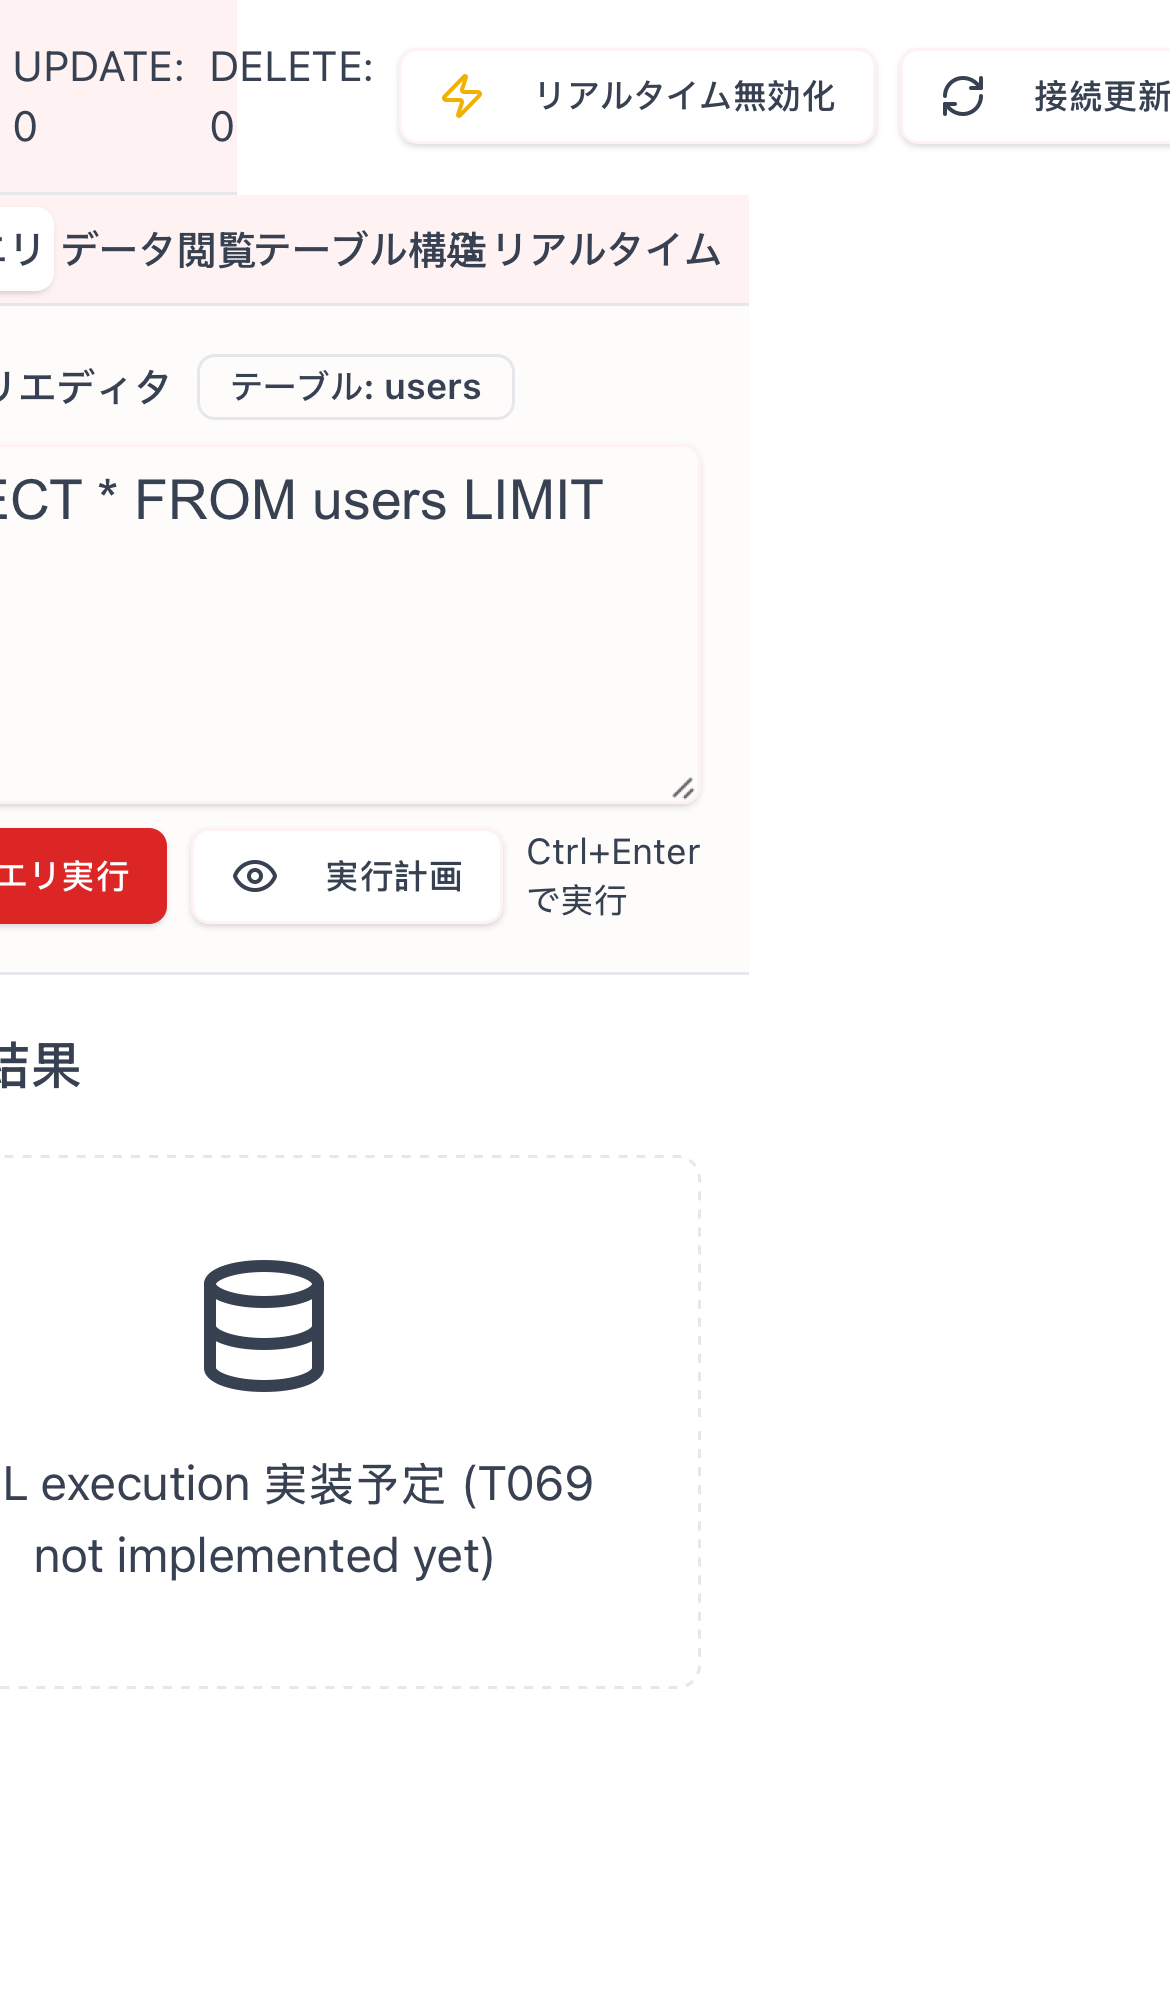 UPDATE: DELETE:
0 0
リアルタイム無効化
接続更新
エリ データ閲覧 テーブル構造 リアルタイム
リエディタ テーブル: users
ECT * FROM users LIMIT
エリ実行 実行計画 Ctrl+Enter
で実行
結果
L execution 実装予定 (T069
not implemented yet)